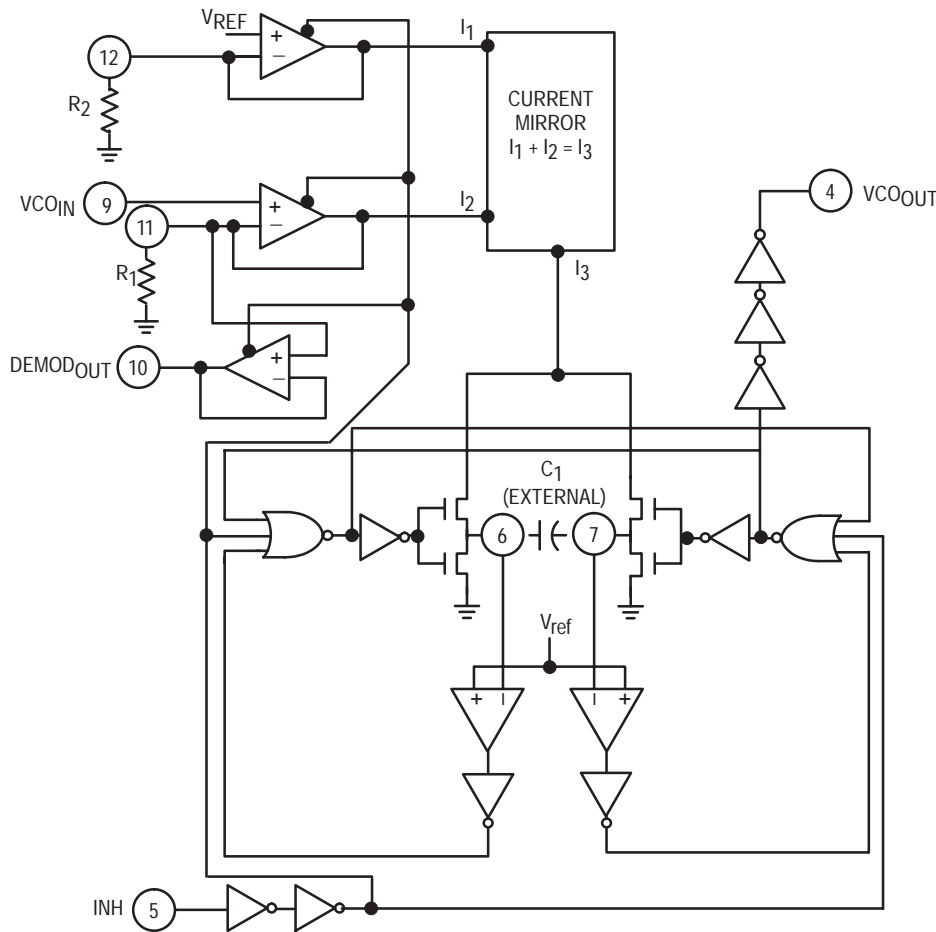 VREF
I1
12
+
−
R2
CURRENT
MIRROR
I1 + I2 = I3
VCOIN
9
11
+
−
I2
4
VCOOUT
R1
I3
DEMODOUT
10
+
−
C1
(EXTERNAL)
6
7
Vref
+ −
− +
INH
5